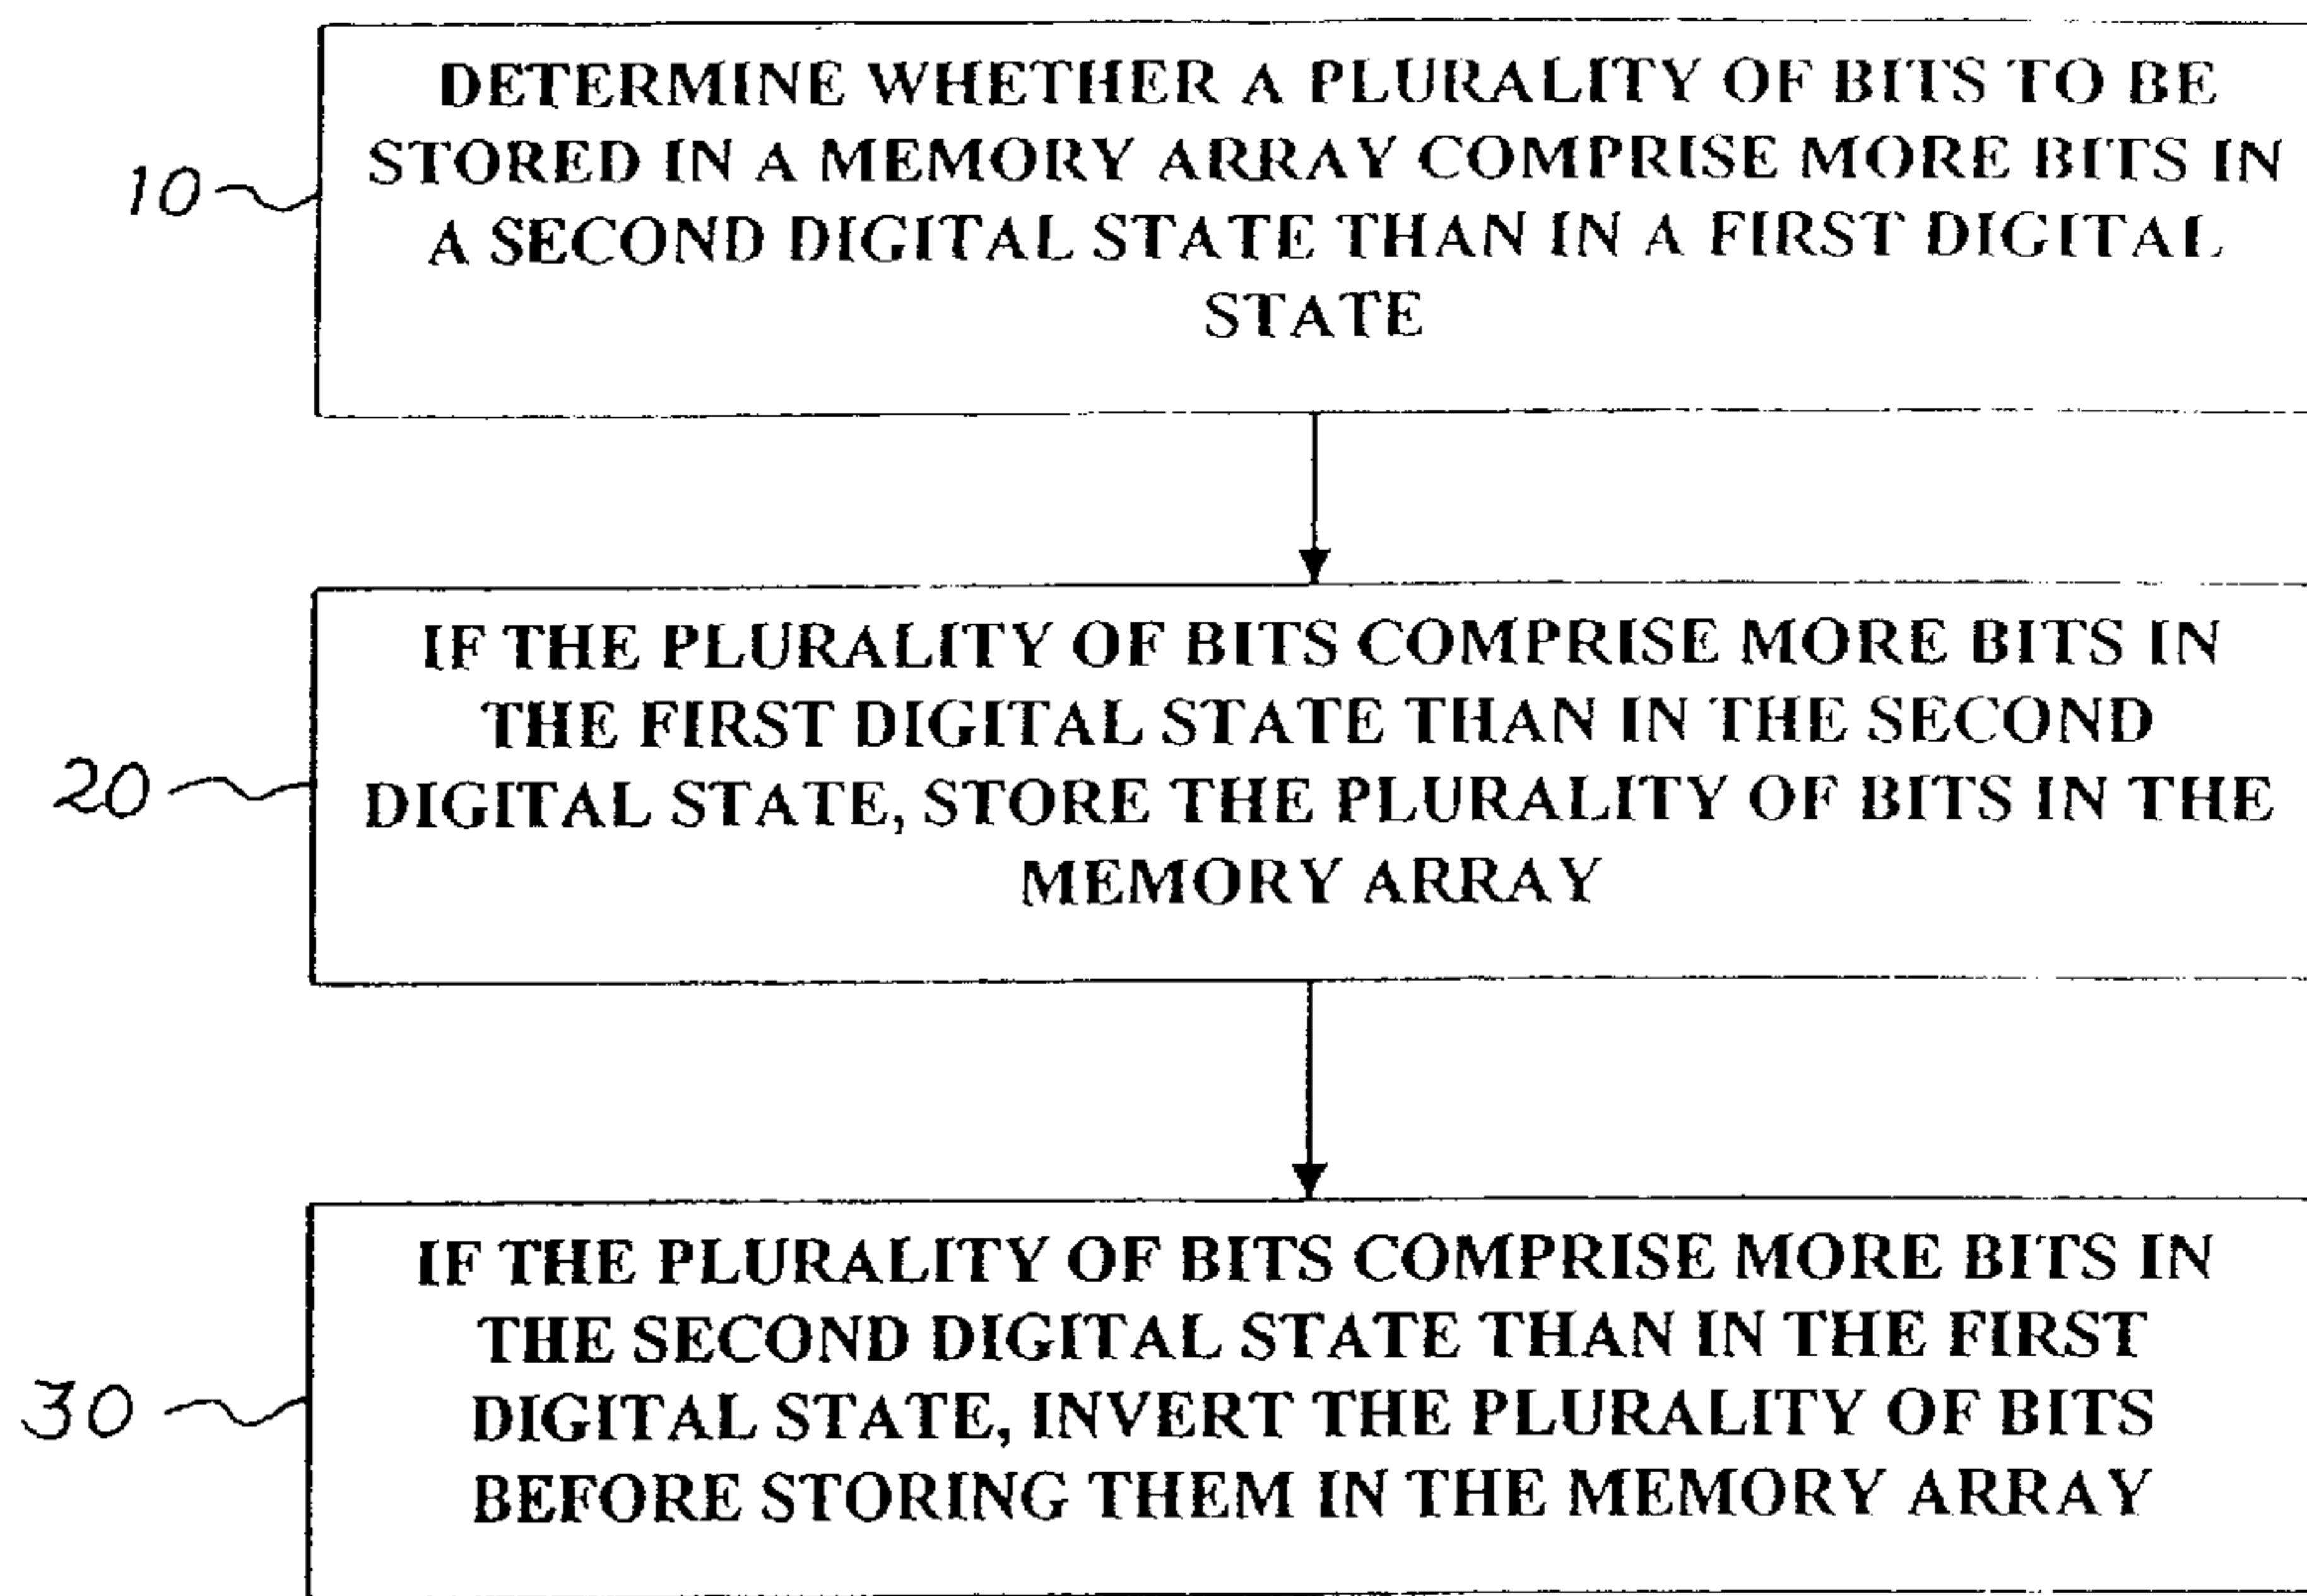 DETERMINE WHETHER A PLURALITY OF BITS TO BE
STORED IN A MEMORY ARRAY COMPRISE MORE BITS IN
A SECOND DIGITAL STATE THAN IN A FIRST DIGITAL
STATE
10
IF THE PLURALITY OF BITS COMPRISE MORE BITS IN
THE FIRST DIGITAL STATE THAN IN THE SECOND
DIGITAL STATE, STORE THE PLURALITY OF BITS IN THE
MEMORY ARRAY
20
IF THE PLURALITY OF BITS COMPRISE MORE BITS IN
THE SECOND DIGITAL STATE THAN IN THE FIRST
DIGITAL STATE, INVERT THE PLURALITY OF BITS
BEFORE STORING THEM IN THE MEMORY ARRAY
30